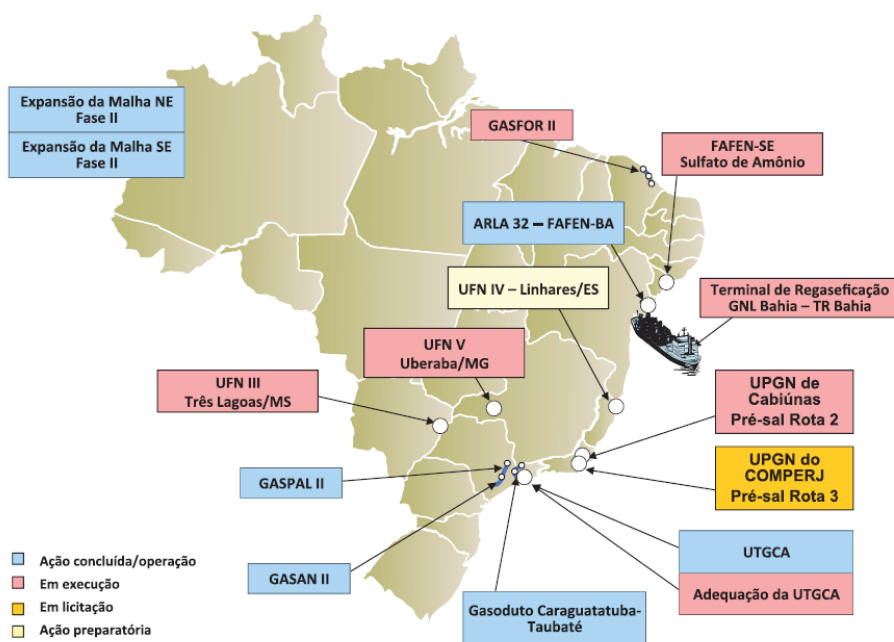 Expansão da Malha NE
Fase II
Expansão da Malha SE
Fase II
GASFOR II
FAFEN-SE
Sulfato de Amônio
ARLA 32 – FAFEN-BA
UFN IV – Linhares/ES
Terminal de Regaseficação
GNL Bahia – TR Bahia
UFN V
Uberaba/MG
UFN III
Três Lagoas/MS
UPGN de
Cabiúnas
Pré-sal Rota 2
UPGN do
COMPERJ
Pré-sal Rota 3
GASPAL II
GASAN II
Gasoduto Caraguatatuba-
Taubaté
UTGCA
Adequação da UTGCA
Ação concluída/operação
Em execução
Em licitação
Ação preparatória